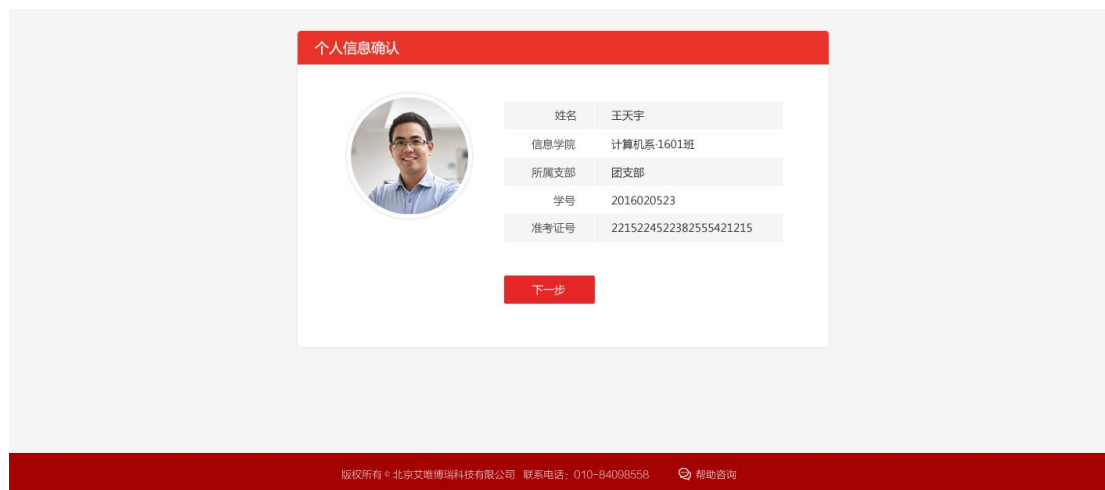 个人信息确认
姓名 王天宇
信息学院 计算机系·1601班
所属支部 团支部
学号 2016020523
准考证号 2215224522382555421215
下一步
版权所有©北京艾唯博瑞科技有限公司 联系电话：010-84098558 帮助咨询